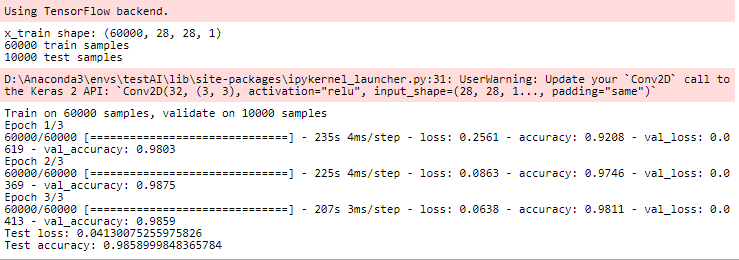 Using TensorFlow backend.
x_train shape: (60000, 28, 28, 1)
60000 train samples
10000 test samples
D:\Anaconda3\envs\testAI\lib\site-packages\ipykernel_launcher.py:31: UserWarning: Update your `Conv2D` call to
the Keras 2 API: `Conv2D(32, (3, 3), activation="relu", input_shape=(28, 28, 1..., padding="same")`
Train on 60000 samples, validate on 10000 samples
Epoch 1/3
60000/60000 [==============================] - 235s 4ms/step - loss: 0.2561 - accuracy: 0.9208 - val_loss: 0.0
619 - val_accuracy: 0.9803
Epoch 2/3
60000/60000 [==============================] - 225s 4ms/step - loss: 0.0863 - accuracy: 0.9746 - val_loss: 0.0
369 - val_accuracy: 0.9875
Epoch 3/3
60000/60000 [==============================] - 207s 3ms/step - loss: 0.0638 - accuracy: 0.9811 - val_loss: 0.0
413 - val_accuracy: 0.9859
Test loss: 0.04130075255975826
Test accuracy: 0.9858999848365784